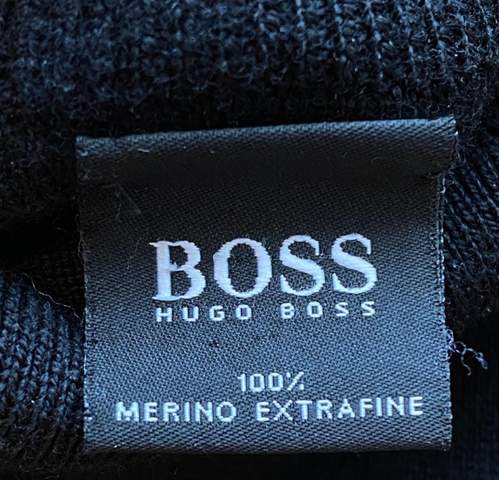 BOSS
HUGO BOSS
100%
MERINO EXTRAFINE